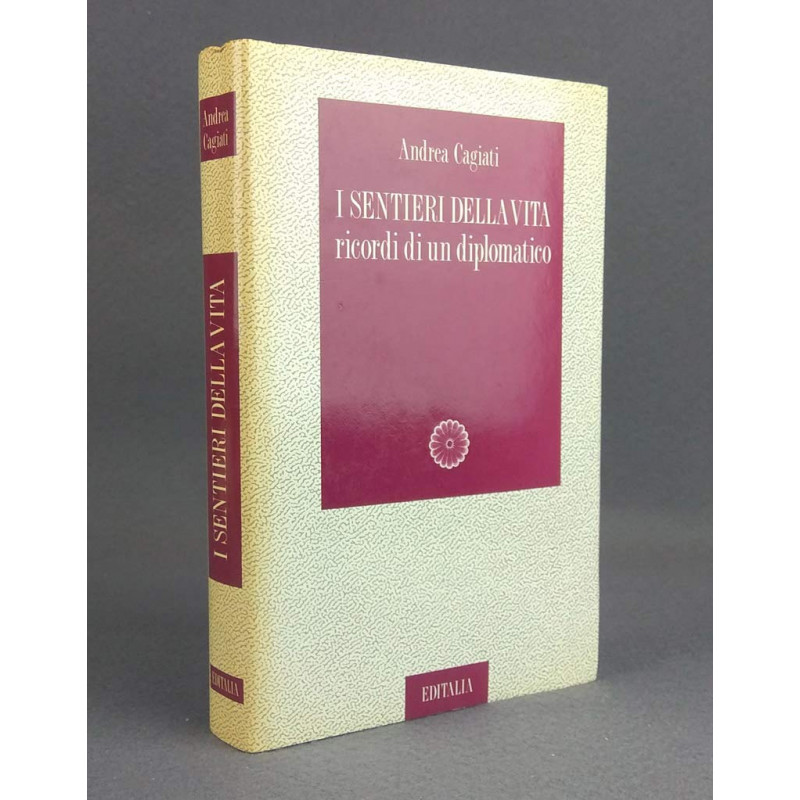 Andrea
Cagiati
I SENTIERI DELLA VITA
EDITALIA
Andrea Cagiati
I SENTIERI DELLA VITA
ricordi di un diplomatico
EDITALIA